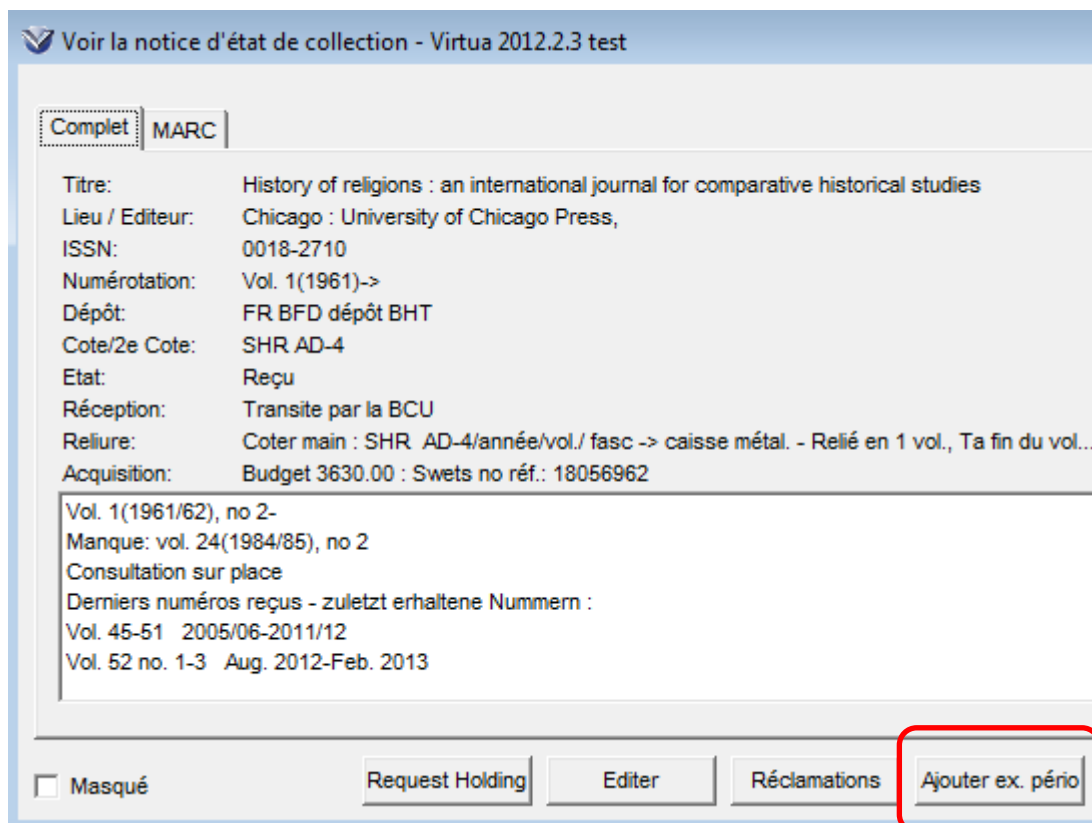 Voir la notice d'état de collection - Virtua 2012.2.3 test
Complet MARC
Titre: History of religions : an international journal for comparative historical studies
Lieu / Editeur: Chicago : University of Chicago Press,
ISSN: 0018-2710
Numérotation: Vol. 1(1961)->
Dépôt: FR BFD dépôt BHT
Cote/2e Cote: SHR AD-4
Etat: Reçu
Réception: Transite par la BCU
Reliure: Coter main : SHR AD-4/année/vol./ fasc -> caisse métal. - Relié en 1 vol., Ta fin du vol...
Acquisition: Budget 3630.00 : Swets no réf.: 18056962
Vol. 1(1961/62), no 2-
Manque: vol. 24(1984/85), no 2
Consultation sur place
Derniers numéros reçus - zuletzt erhaltene Nummern :
Vol. 45-51 2005/06-2011/12
Vol. 52 no. 1-3 Aug. 2012-Feb. 2013
Masqué Request Holding Editer Réclamations Ajouter ex. pério